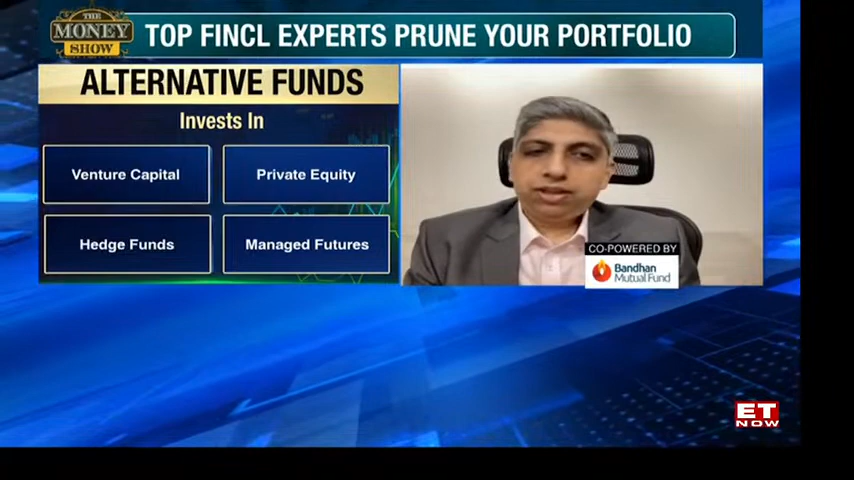 THE
MONEY
SHOW
TOP FINCL EXPERTS PRUNE YOUR PORTFOLIO
ALTERNATIVE FUNDS
Invests In
Venture Capital
Private Equity
Hedge Funds
Managed Futures
CO-POWERED BY
Bandhan
Mutual Fund
ET
NOW